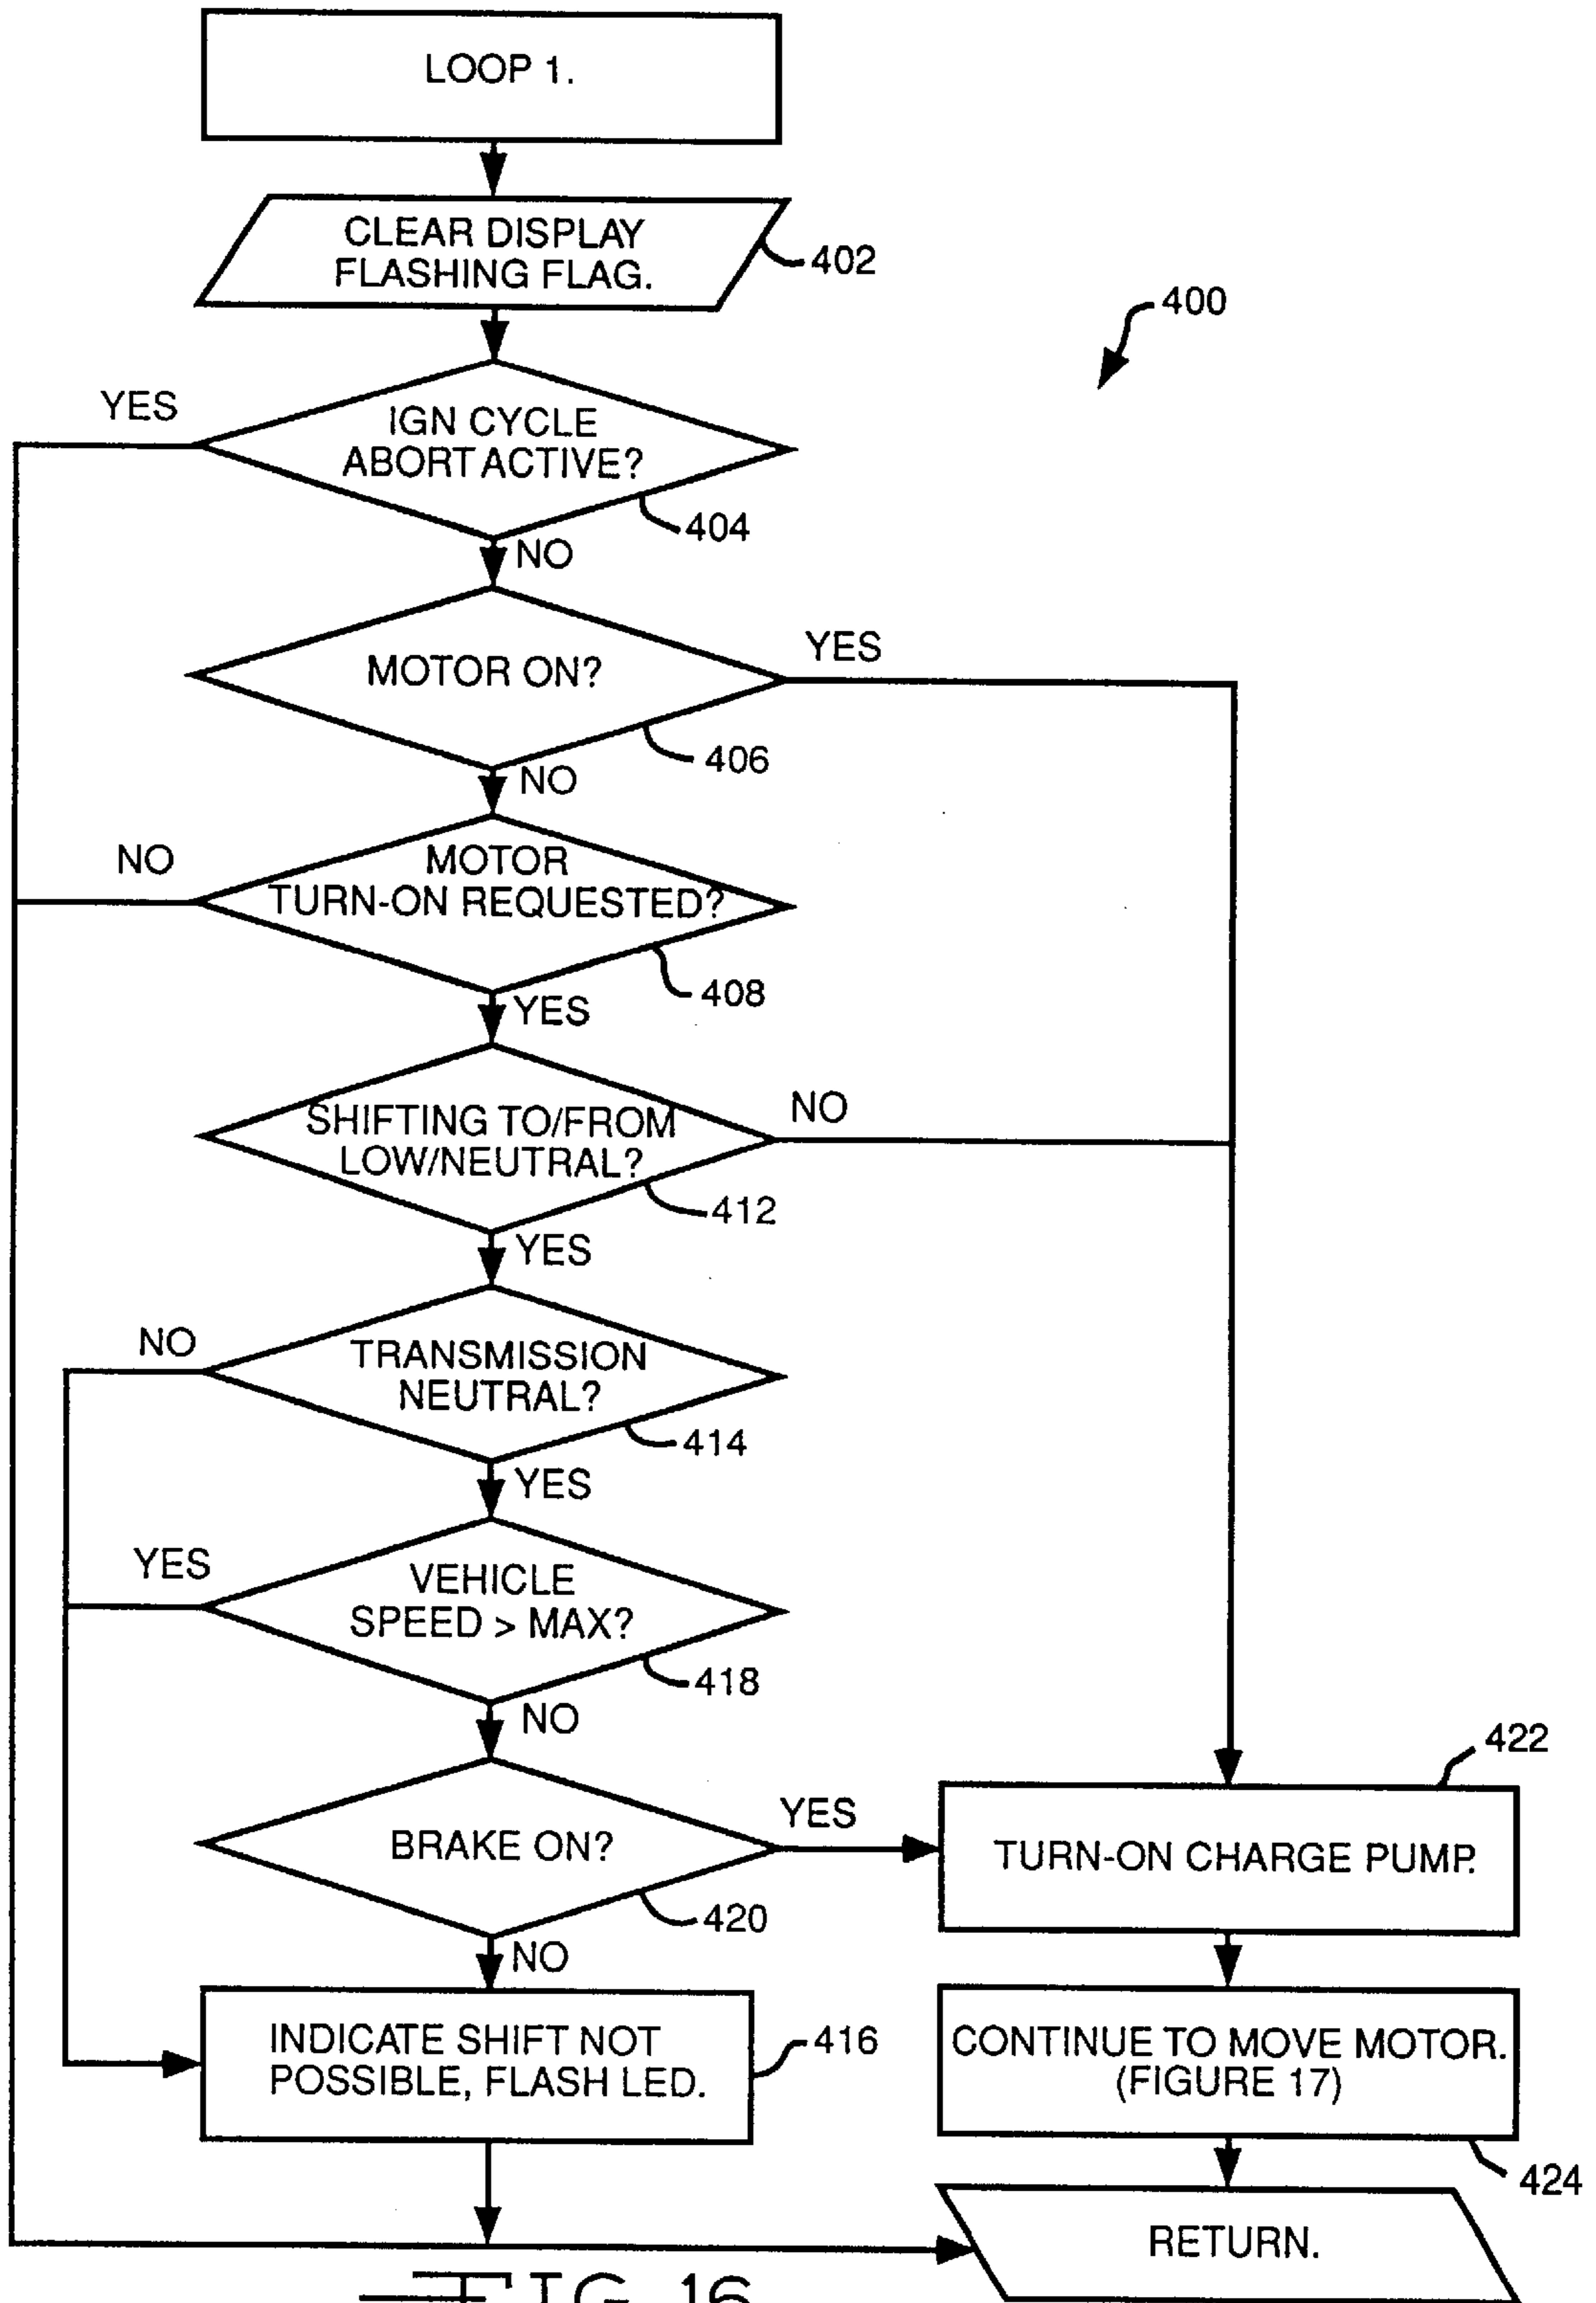 LOOP 1.
CLEAR DISPLAY
FLASHING FLAG.
402
400
YES
IGN CYCLE
ABORT ACTIVE?
404
NO
MOTOR ON?
YES
406
NO
NO
MOTOR
TURN-ON REQUESTED?
408
YES
SHIFTING TO/FROM
LOW/NEUTRAL?
NO
412
YES
NO
TRANSMISSION
NEUTRAL?
414
YES
YES
VEHICLE
SPEED > MAX?
418
NO
BRAKE ON?
YES
420
NO
422
TURN-ON CHARGE PUMP.
INDICATE SHIFT NOT
POSSIBLE, FLASH LED.
416
CONTINUE TO MOVE MOTOR.
(FIGURE 17)
424
RETURN.
FIG 16